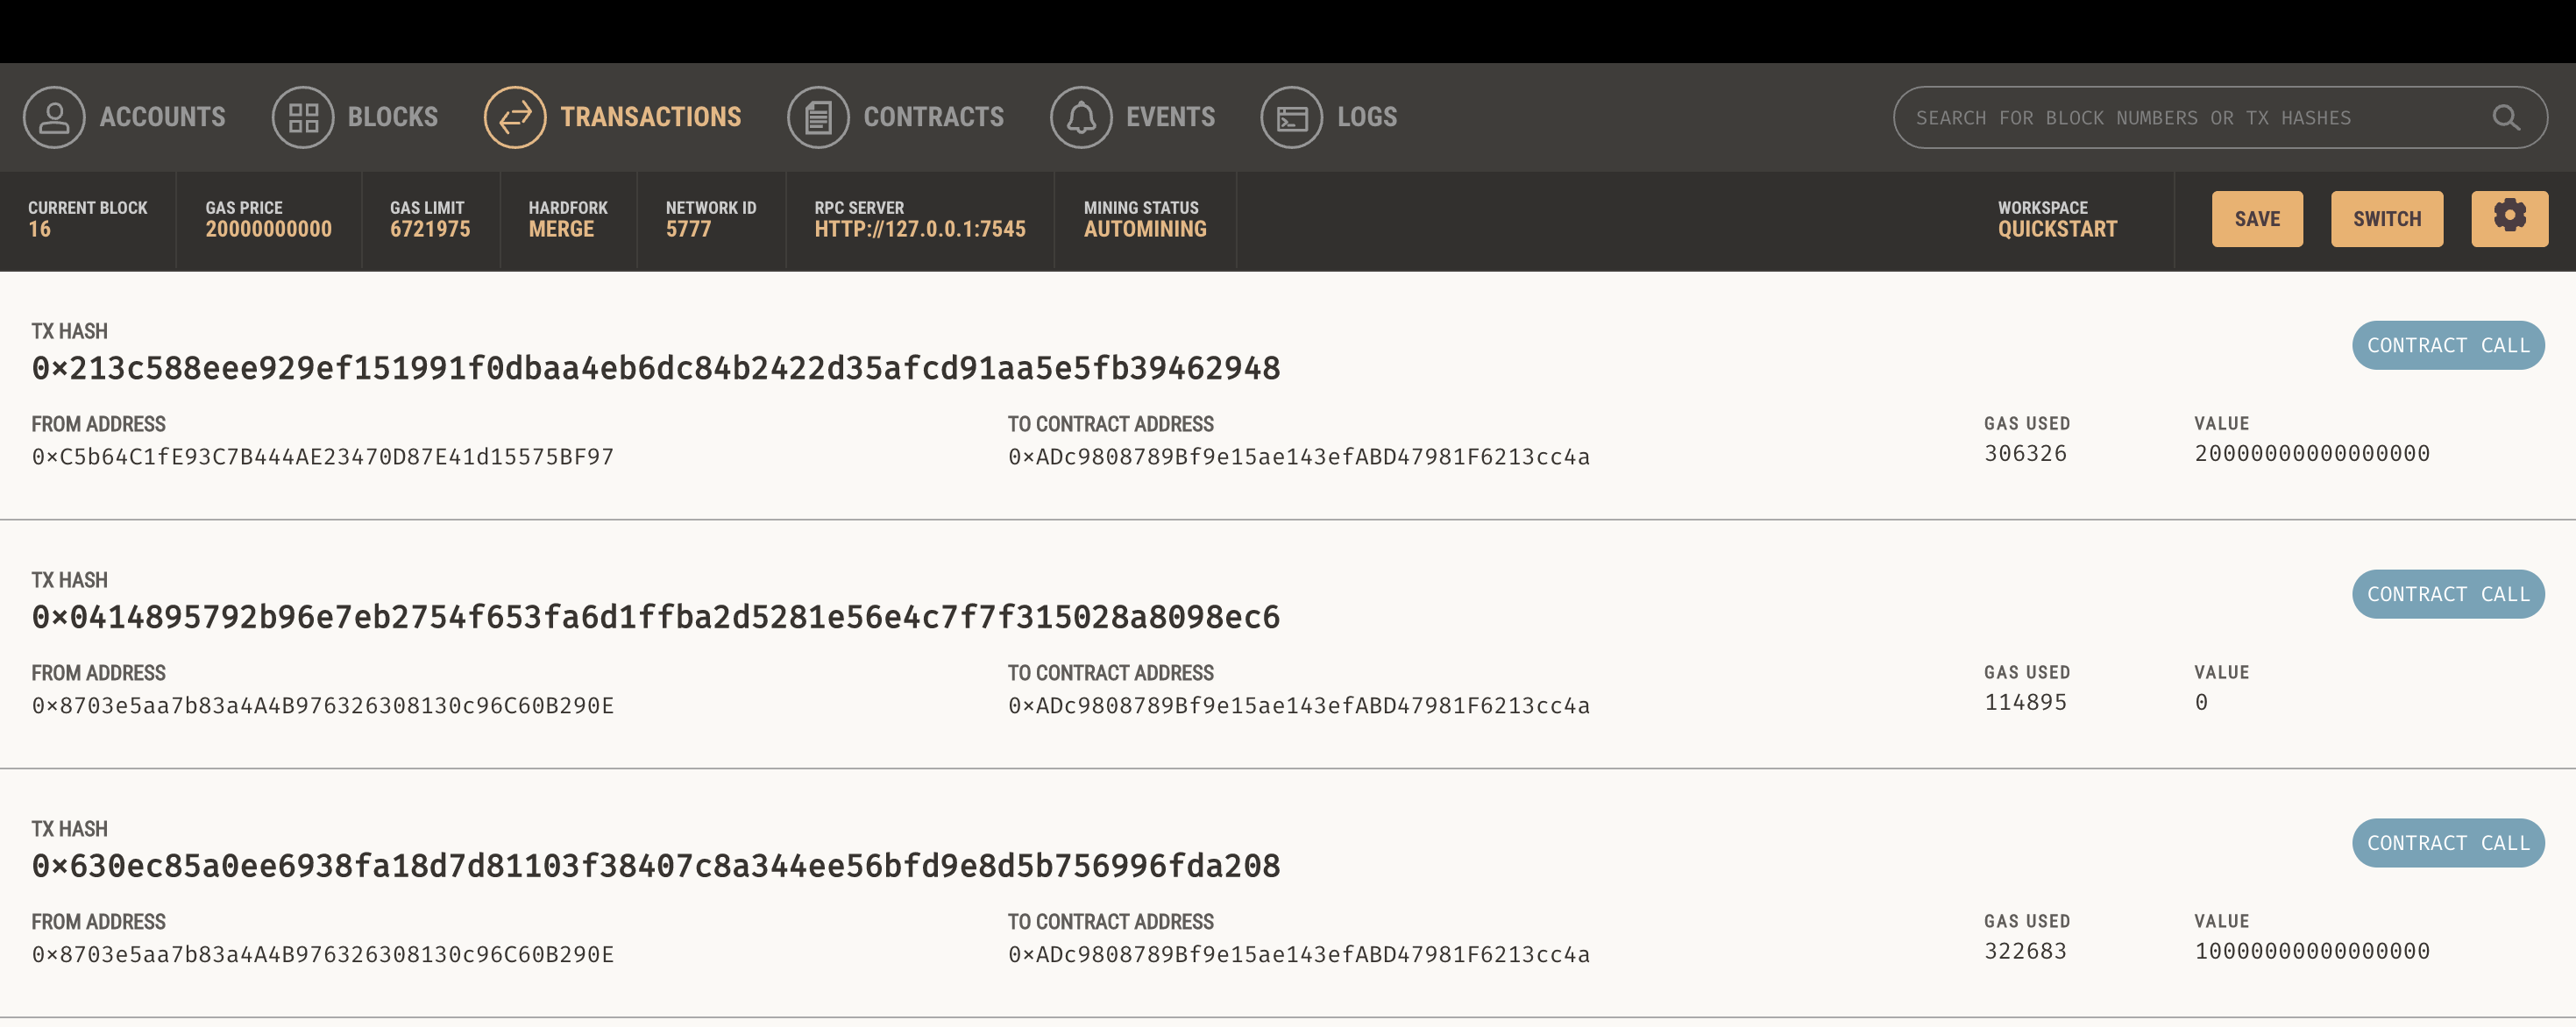 ACCOUNTS BLOCKS TRANSACTIONS CONTRACTS EVENTS LOGS SEARCH FOR BLOCK NUMBERS OR TX HASHES
CURRENT BLOCK GAS PRICE GAS LIMIT HARDFORK NETWORK ID RPC SERVER MINING STATUS WORKSPACE
16 20000000000 6721975 MERGE 5777 HTTP://127.0.0.1:7545 AUTOMINING QUICKSTART SAVE SWITCH
TX HASH
0×213c588eee929ef151991f0dbaa4eb6dc84b2422d35afcd91aa5e5fb39462948 CONTRACT CALL
FROM ADDRESS TO CONTRACT ADDRESS GAS USED VALUE
0×C5b64C1fE93C7B444AE23470D87E41d15575BF97 0×ADc9808789Bf9e15ae143efABD47981F6213cc4a 306326 20000000000000000
TX HASH
0×0414895792b96e7eb2754f653fa6d1ffba2d5281e56e4c7f7f315028a8098ec6 CONTRACT CALL
FROM ADDRESS TO CONTRACT ADDRESS GAS USED VALUE
0×8703e5aa7b83a4A4B976326308130c96C60B290E 0×ADc9808789Bf9e15ae143efABD47981F6213cc4a 114895 0
TX HASH
0×630ec85a0ee6938fa18d7d81103f38407c8a344ee56bfd9e8d5b756996fda208 CONTRACT CALL
FROM ADDRESS TO CONTRACT ADDRESS GAS USED VALUE
0×8703e5aa7b83a4A4B976326308130c96C60B290E 0×ADc9808789Bf9e15ae143efABD47981F6213cc4a 322683 10000000000000000